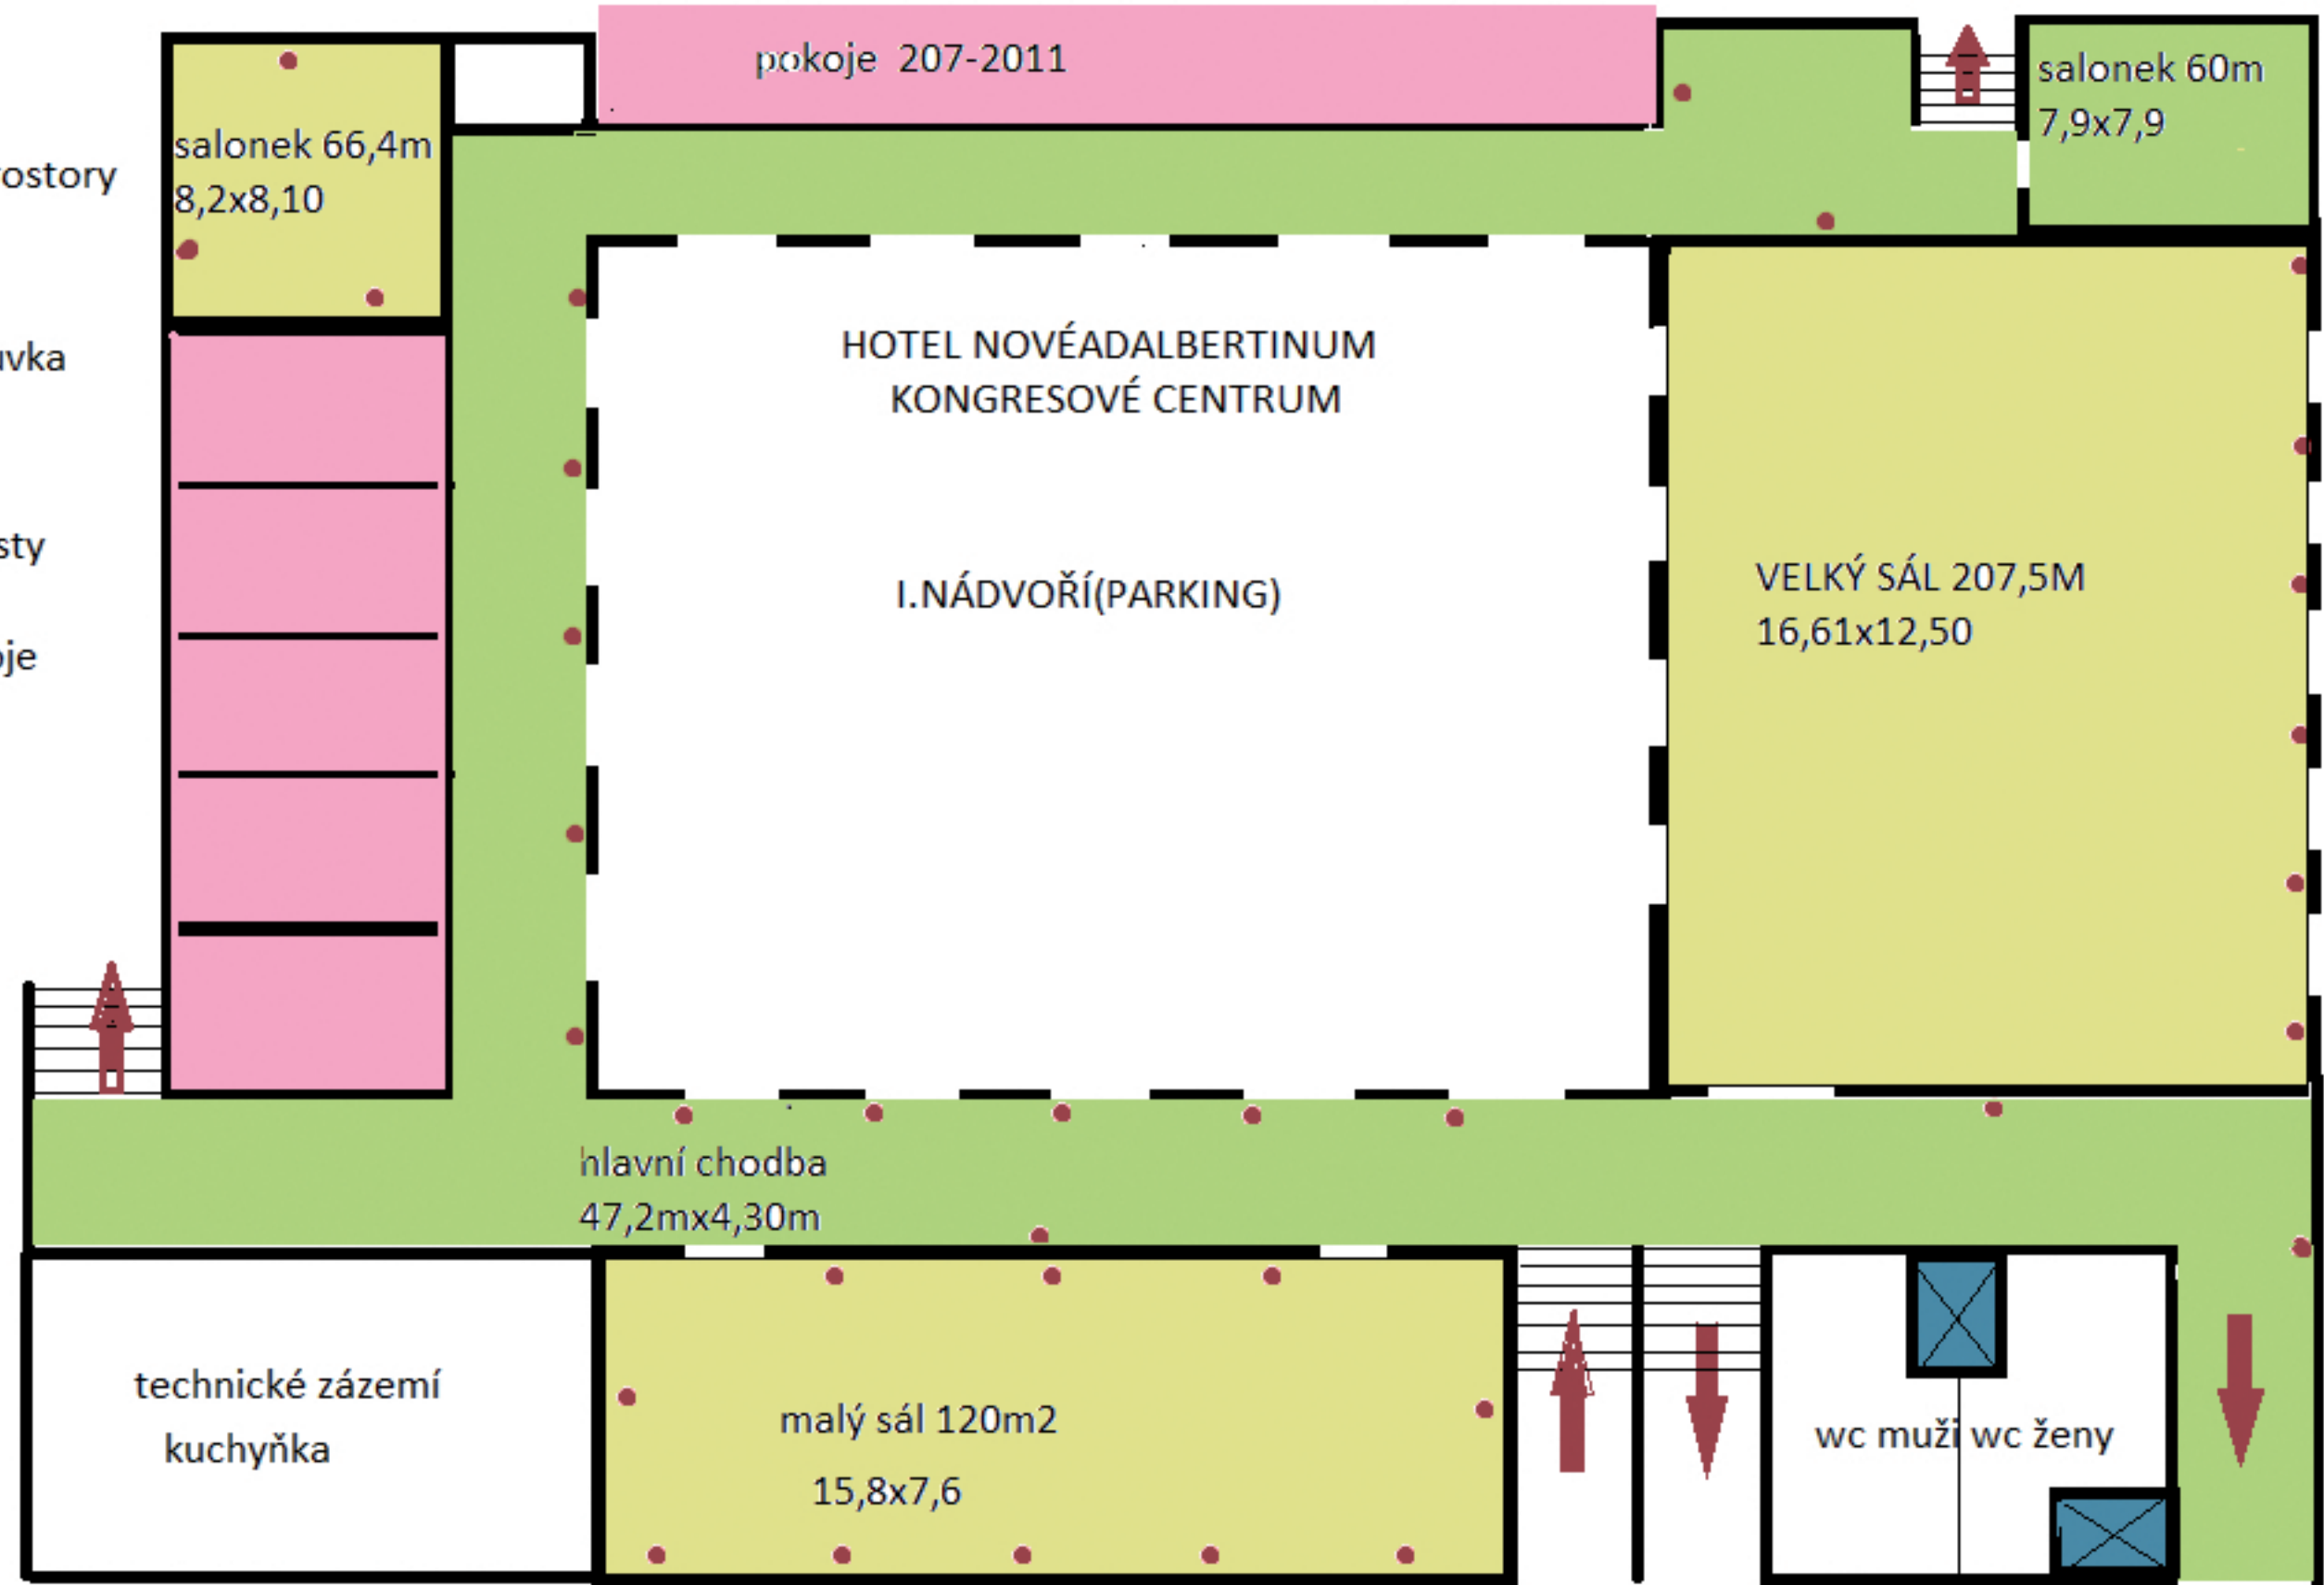 pokoje 207-2011
salonek 60m
7,9x7,9
salonek 66,4m
8,2x8,10
ostory
uvka
sty
je
HOTEL NOVÉADALBERTINUM
KONGRESOVÉ CENTRUM
I.NÁDVOŘÍ(PARKING)
VELKÝ SÁL 207,5M
16,61x12,50
hlavní chodba
47,2mx4,30m
technické zázemí
kuchyňka
malý sál 120m2
15,8x7,6
wc muži wc ženy